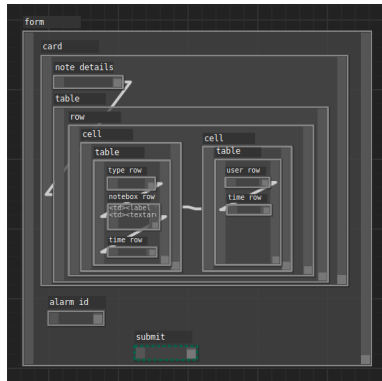 form
card
note details
table
row
cell
table
type row
notebox row
<td><label
<td><textar
time row
cell
table
user row
time row
alarm id
submit